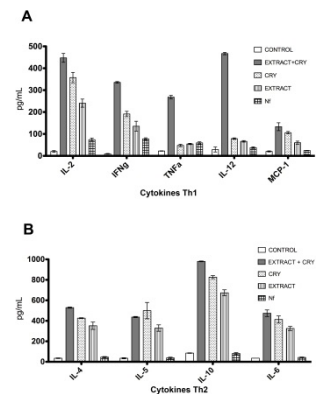 A
CONTROL
EXTRACT+CRY
CRY
EXTRACT
Nf
500
400
300
200
100
0
pg/mL
IL-2
IFNg
TNFa
IL-12
MCP-1
Cytokines Th1
B
CONTROL
EXTRACT + CRY
CRY
EXTRACT
Nf
1000
800
600
400
200
0
pg/mL
IL-4
IL-5
IL-10
IL-6
Cytokines Th2